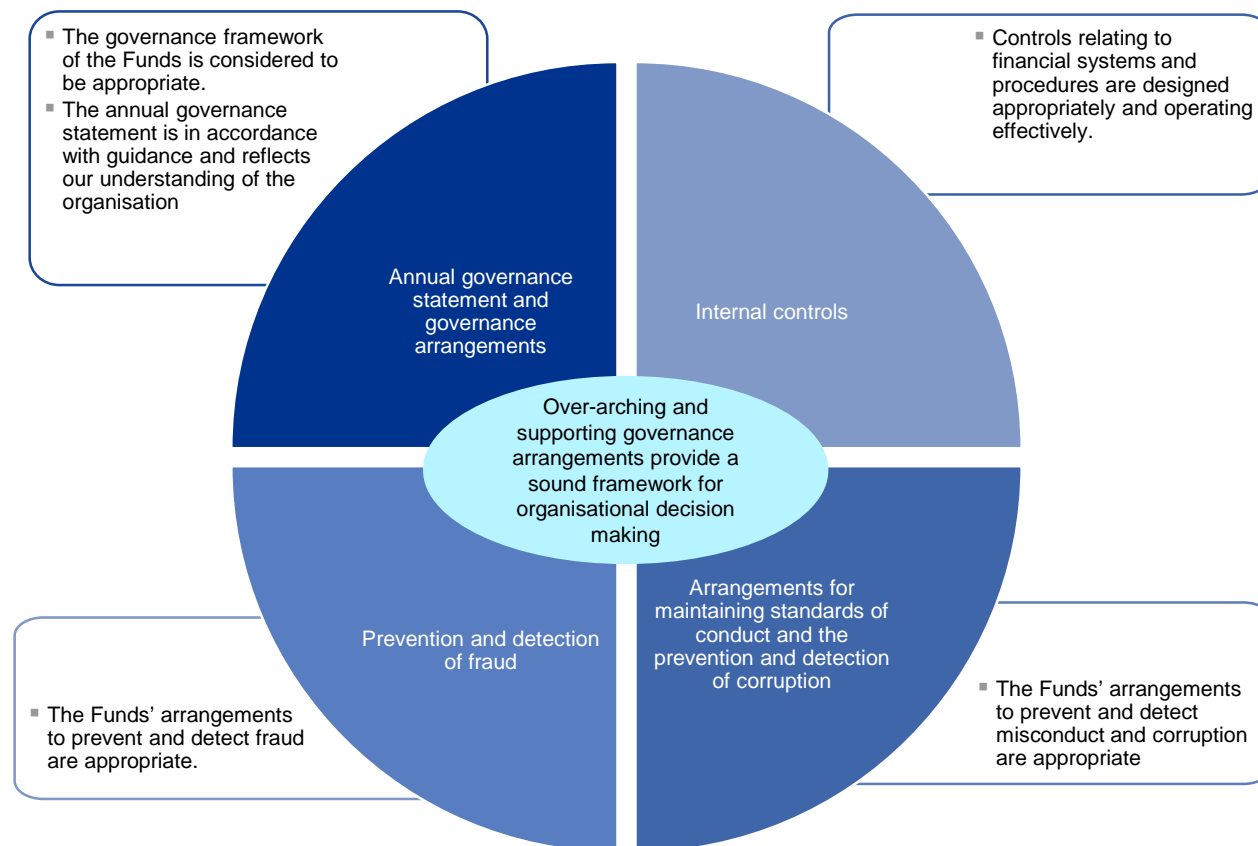 ▪ The governance framework
of the Funds is considered to
be appropriate.
▪ The annual governance
statement is in accordance
with guidance and reflects
our understanding of the
organisation
▪ Controls relating to
financial systems and
procedures are designed
appropriately and operating
effectively.
Annual governance
statement and
governance
arrangements
Internal controls
Over-arching and
supporting governance
arrangements provide a
sound framework for
organisational decision
making
Prevention and detection
of fraud
Arrangements for
maintaining standards of
conduct and the
prevention and detection
of corruption
▪ The Funds’ arrangements
to prevent and detect fraud
are appropriate.
▪ The Funds’ arrangements
to prevent and detect
misconduct and corruption
are appropriate